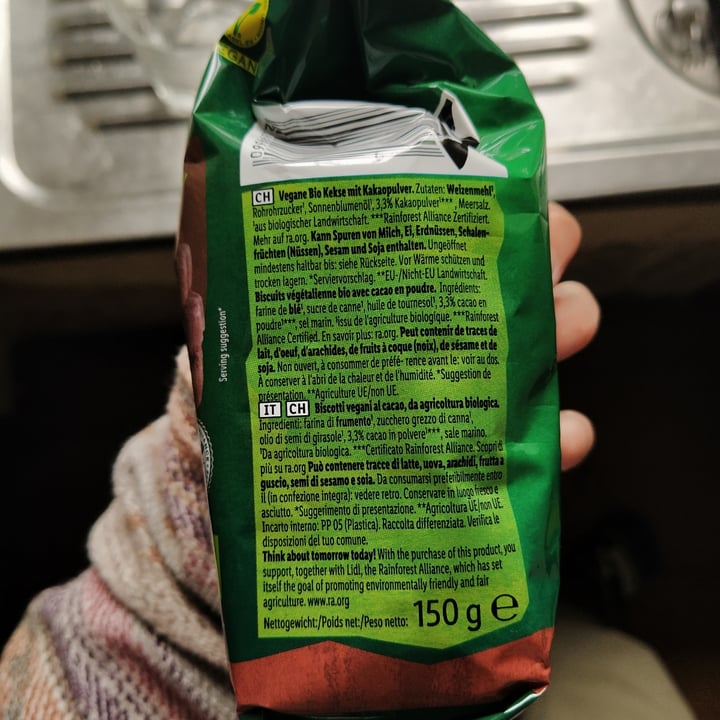 CH Vegane Bio Kekse mit Kakaopulver. Zutaten: Weizenmehl¹,
Rohrohrzucker¹, Sonnenblumenöl¹, 3,3% Kakaopulver¹***, Meersalz.
¹aus biologischer Landwirtschaft. ***Rainforest Alliance Zertifiziert.
Mehr auf ra.org. Kann Spuren von Milch, Ei, Erdnüssen, Schalen-
früchten (Nüssen), Sesam und Soja enthalten. Ungeöffnet
mindestens haltbar bis: siehe Rückseite. Vor Wärme schützen und
trocken lagern. *Serviervorschlag. **EU-/Nicht-EU Landwirtschaft.
Biscuits végétalienne bio avec cacao en poudre. Ingrédients:
farine de blé¹, sucre de canne¹, huile de tournesol¹, 3,3% cacao en
poudre¹***, sel marin. ¹issu de l'agriculture biologique. ***Rainforest
Alliance Certified. En savoir plus: ra.org. Peut contenir de traces de
lait, d'oeuf, d'arachides, de fruits à coque (noix), de sésame et de
soja. Non ouvert, à consommer de préfé- rence avant le: voir au dos.
À conserver à l'abri de la chaleur et de l'humidité. *Suggestion de
présentation. **Agriculture UE/non UE.
IT CH Biscotti vegani al cacao, da agricoltura biologica.
Ingredienti: farina di frumento¹, zucchero grezzo di canna¹,
olio di semi di girasole¹, 3,3% cacao in polvere¹***, sale marino.
¹Da agricoltura biologica. ***Certificato Rainforest Alliance. Scopri di
più su ra.org Può contenere tracce di latte, uova, arachidi, frutta a
guscio, semi di sesamo e soia. Da consumarsi preferibilmente entro
il (in confezione integra): vedere retro. Conservare in luogo fresco e
asciutto. *Suggerimento di presentazione. **Agricoltura UE/non UE.
Incarto interno: PP 05 (Plastica). Raccolta differenziata. Verifica le
disposizioni del tuo comune.
Think about tomorrow today! With the purchase of this product, you
support, together with Lidl, the Rainforest Alliance, which has set
itself the goal of promoting environmentally friendly and fair
agriculture. www.ra.org
Nettogewicht:/Poids net:/Peso netto: 150 g e
Serving suggestion*